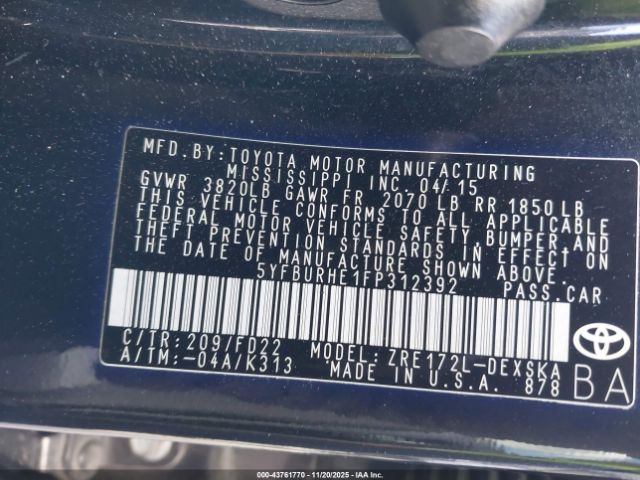 MFD. BY: TOYOTA MOTOR MANUFACTURING
MISSISSIPPI INC. 04/15
GVWR 3820LB GAWR FR 2070 LB RR 1850 LB
THIS VEHICLE CONFORMS TO ALL APPLICABLE
FEDERAL MOTOR VEHICLE SAFETY, BUMPER, AND
THEFT PREVENTION STANDARDS IN EFFECT ON
THE DATE OF MANUFACTURE SHOWN ABOVE.
5YFBURHE1FP312392 PASS. CAR
C/TR: 209/FD22 MODEL: ZRE172L-DEXSKA
A/TM:-04A/K313 MADE IN U.S.A. 878
TOYOTA
BA
000-43761770 - 11/20/2025 - IAAI, Inc.